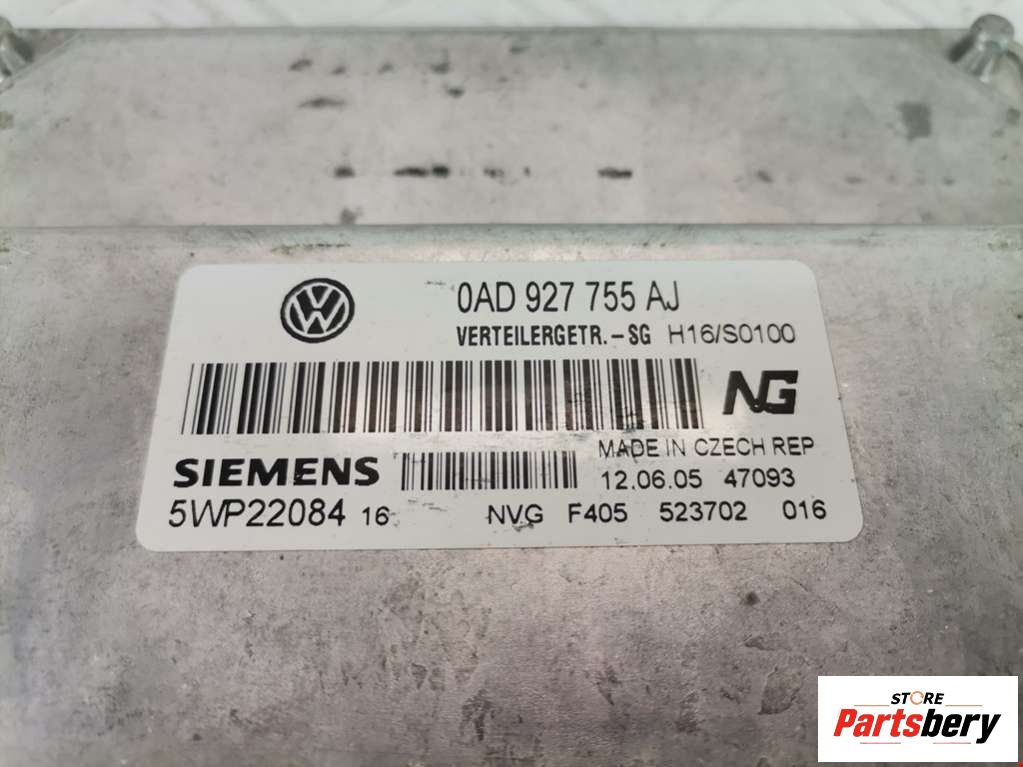 0AD 927 755 AJ
VERTEILERGETR.-SG H16/S0100
NG
MADE IN CZECH REP
SIEMENS
12.06.05 47093
5WP22084 16 NVG F405 523702 016
STORE
Partsbery